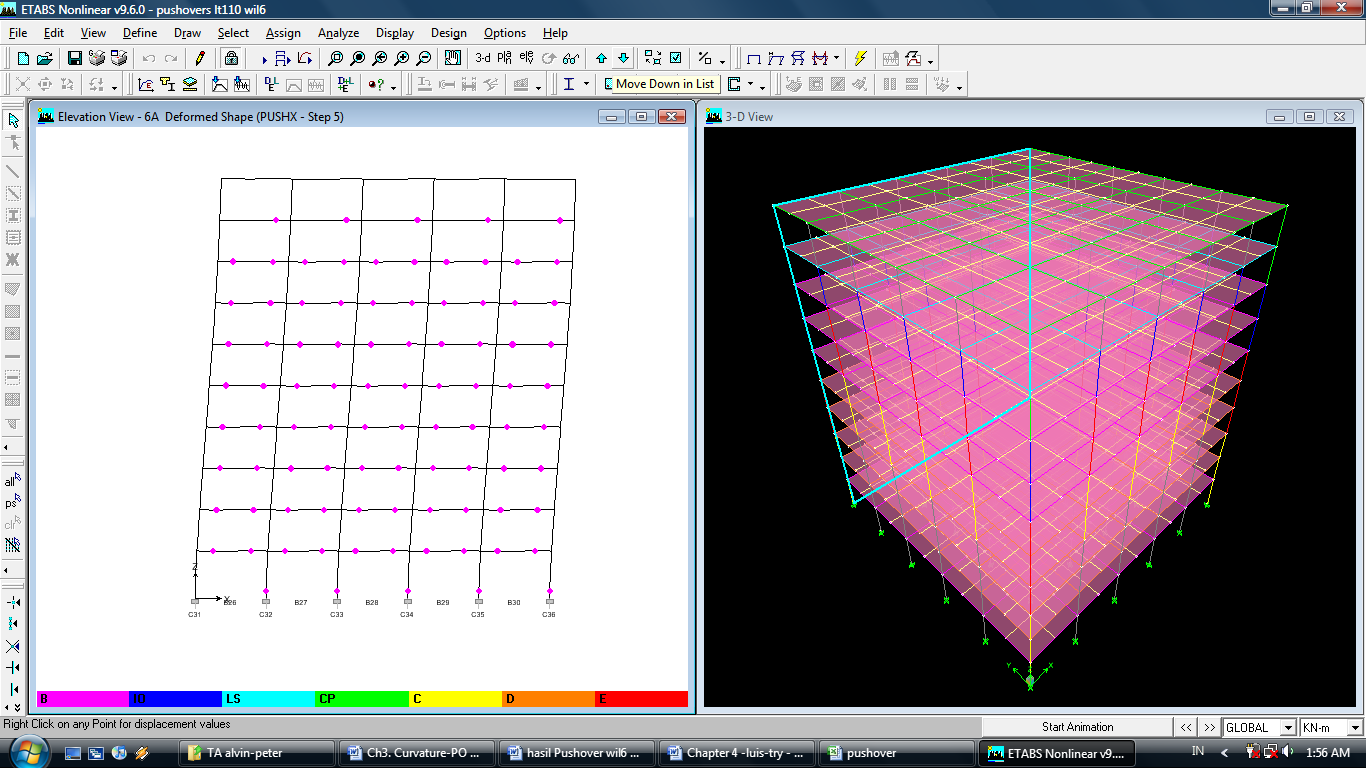 ETABS Nonlinear v9.6.0 - pushovers lt110 wil6
File Edit View Define Draw Select Assign Analyze Display Design Options Help
3-d
Move Down in List
Elevation View - 6A Deformed Shape (PUSHX - Step 5)
3-D View
all
ps
clr
Z
X
B26 B27 B28 B29 B30
C31 C32 C33 C34 C35 C36
Y X
B IO LS CP C D E
Right Click on any Point for displacement values
Start Animation << >> GLOBAL KN-m
TA alvin-peter
Ch3. Curvature-PO ...
hasil Pushover wil6 ...
Chapter 4 -luis-try - ...
pushover
ETABS Nonlinear v9....
IN
1:56 AM